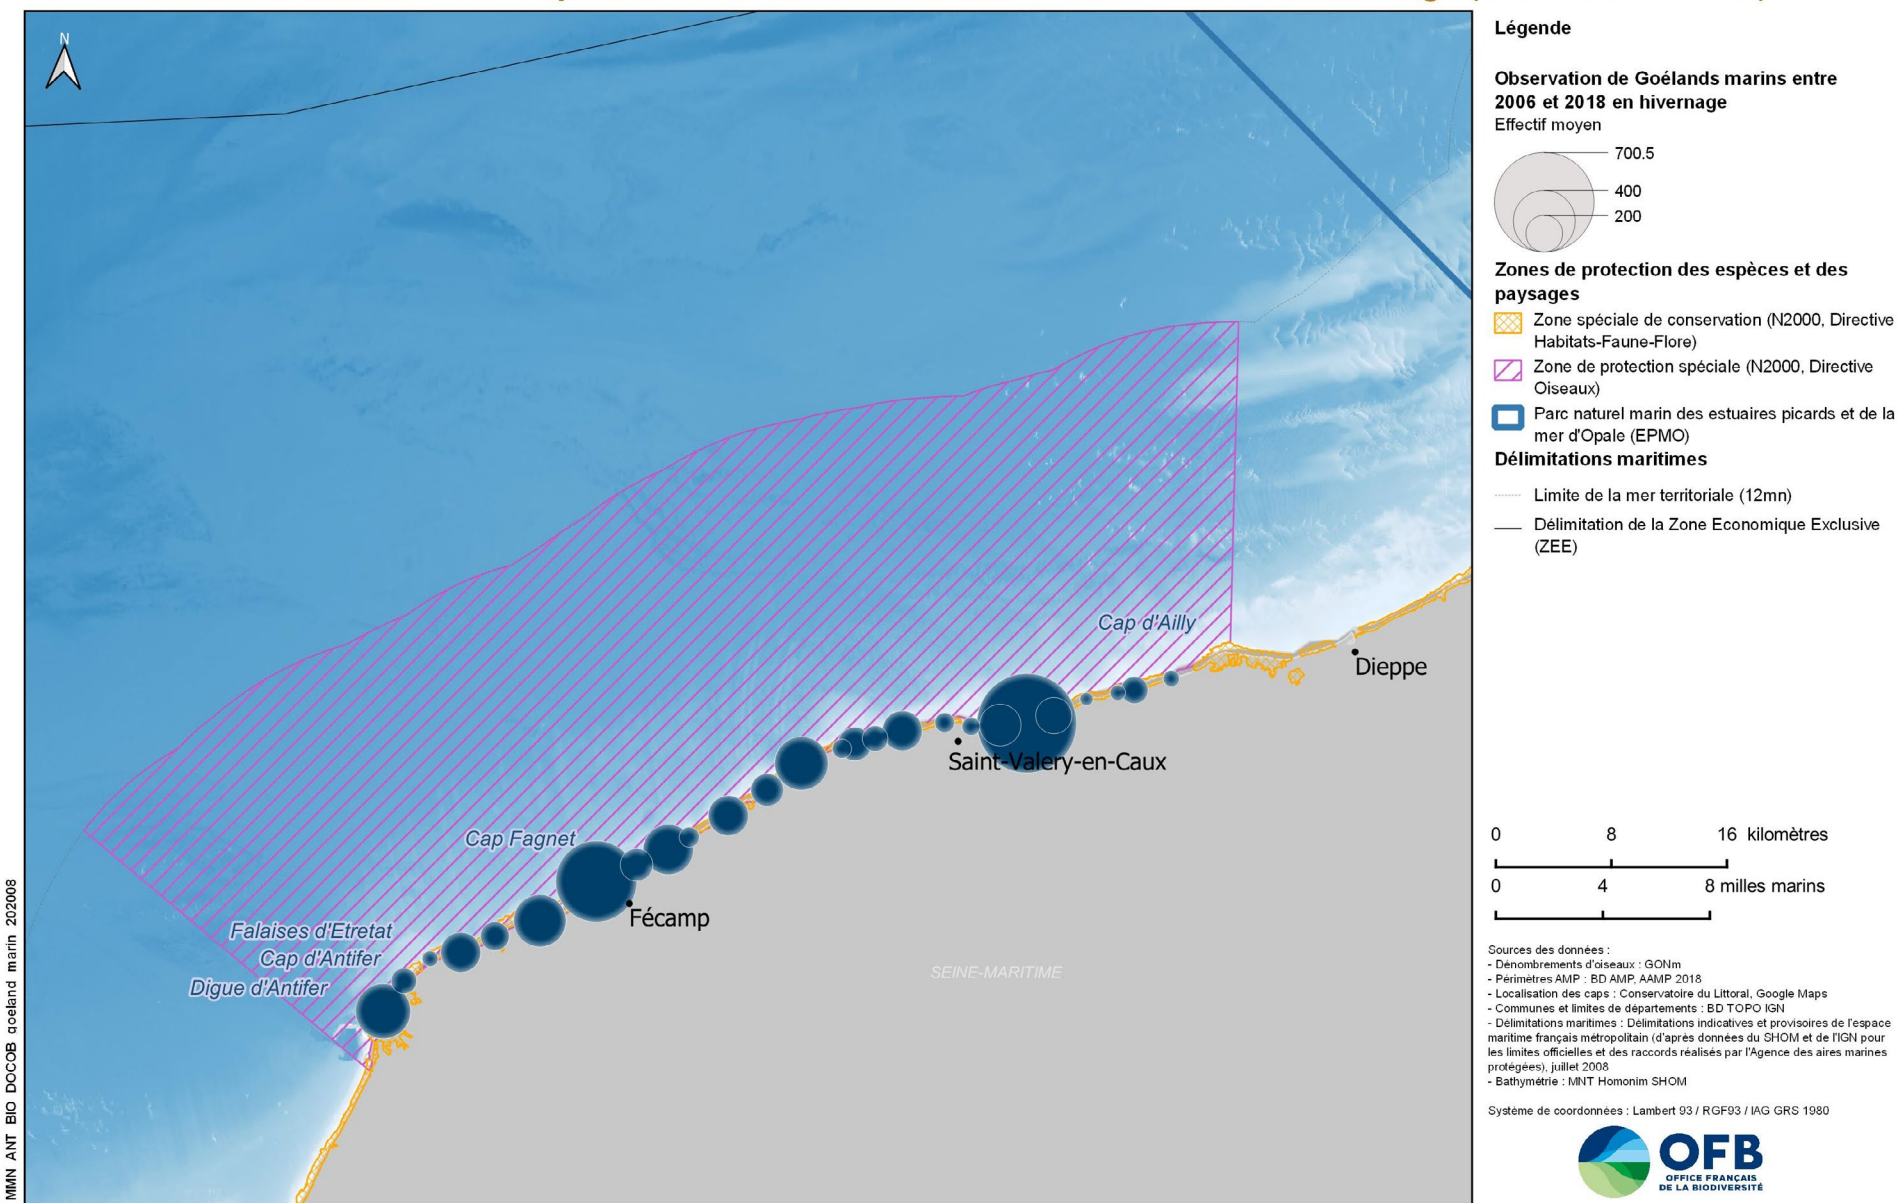 N
Cap d'Ailly
Dieppe
Saint-Valery-en-Caux
Cap Fagnet
Fécamp
Falaises d'Etretat
Cap d'Antifer
Digue d'Antifer
SEINE-MARITIME
MMN ANT BIO DOCOB goeland marin 202008
Légende
Observation de Goélands marins entre
2006 et 2018 en hivernage
Effectif moyen
700.5
400
200
Zones de protection des espèces et des
paysages
Zone spéciale de conservation (N2000, Directive
Habitats-Faune-Flore)
Zone de protection spéciale (N2000, Directive
Oiseaux)
Parc naturel marin des estuaires picards et de la
mer d'Opale (EPMO)
Délimitations maritimes
Limite de la mer territoriale (12mn)
Délimitation de la Zone Economique Exclusive
(ZEE)
0 8 16 kilomètres
0 4 8 milles marins
Sources des données :
- Dénombrements d'oiseaux : GONm
- Périmètres AMP : BD AMP, AAMP 2018
- Localisation des caps : Conservatoire du Littoral, Google Maps
- Communes et limites de départements : BD TOPO IGN
- Délimitations maritimes : Délimitations indicatives et provisoires de l'espace
maritime français métropolitain (d'après données du SHOM et de l'IGN pour
les limites officielles et des raccords réalisés par l'Agence des aires marines
protégées), juillet 2008
- Bathymétrie : MNT Homonim SHOM
Système de coordonnées : Lambert 93 / RGF93 / IAG GRS 1980
OFB
OFFICE FRANÇAIS
DE LA BIODIVERSITÉ